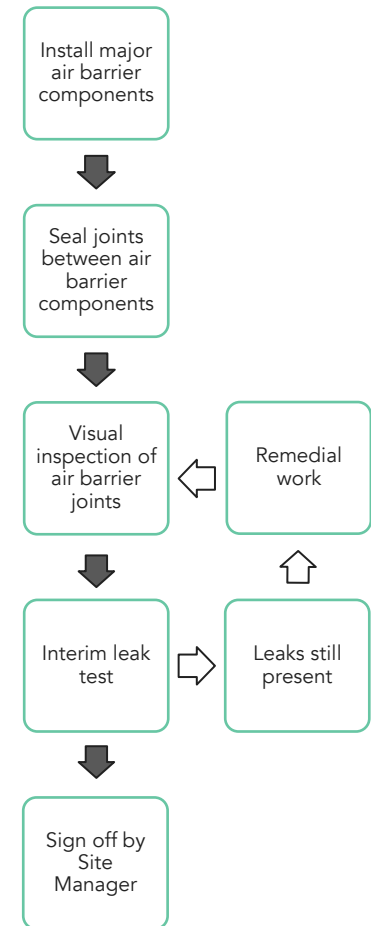 Install major
air barrier
components
Seal joints
between air
barrier
components
Visual
inspection of
air barrier
joints
Remedial
work
Interim leak
test
Leaks still
present
Sign off by
Site
Manager